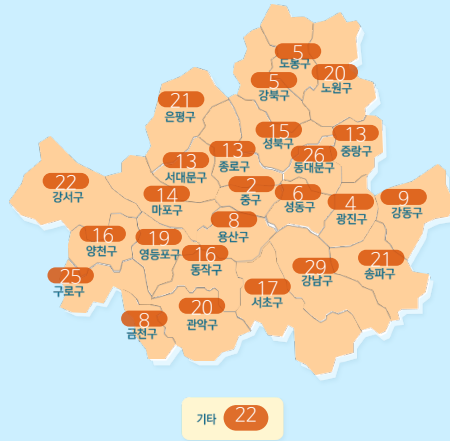 5
도봉구
20
노원구
5
강북구
21
은평구
15
성북구
13
중랑구
13
종로구
26
동대문구
13
서대문구
22
강서구
14
마포구
2
중구
6
성동구
4
광진구
9
강동구
8
용산구
16
양천구
19
영등포구
16
동작구
29
강남구
21
송파구
25
구로구
17
서초구
20
관악구
8
금천구
기타 22